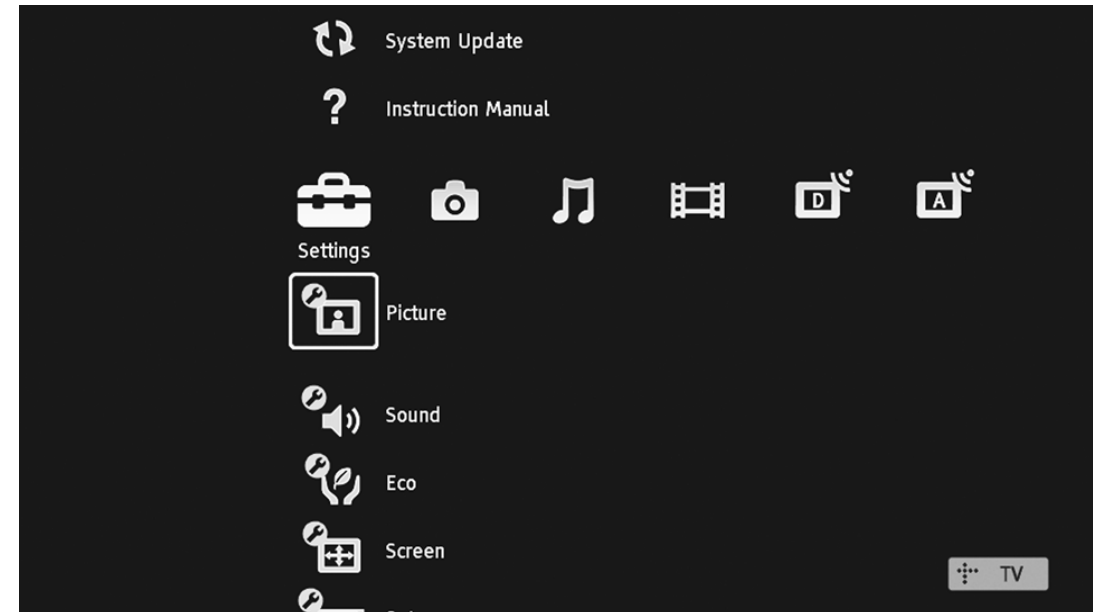 System Update
?
Instruction Manual
D
A
Settings
Picture
Sound
Eco
Screen
TV